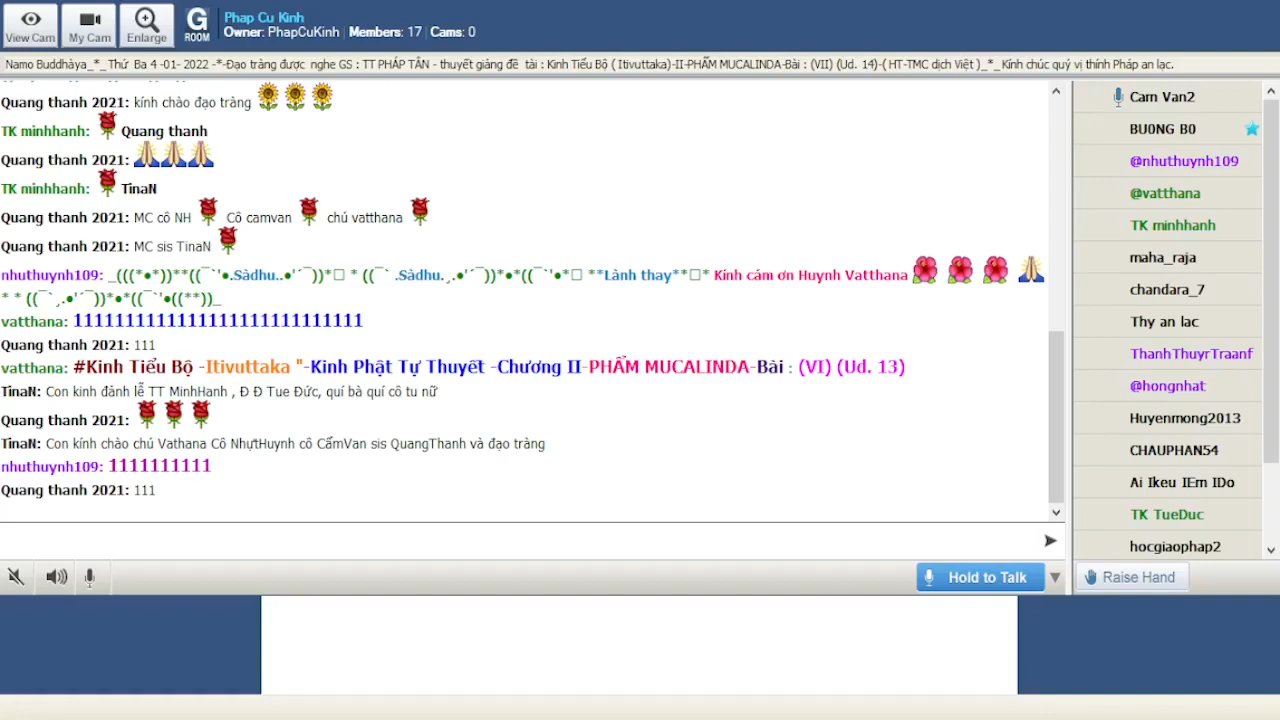 View Cam
My Cam
Enlarge
G
ROOM
Phap Cu Kinh
Owner: PhapCuKinh | Members: 17 | Cams: 0
Namo Buddhàya_*_Thứ Ba 4 -01- 2022 -*-Đạo tràng được nghe GS : TT PHÁP TÂN - thuyết giảng đề tài : Kinh Tiểu Bộ ( Itivuttaka)-II-PHẨM MUCALINDA-Bài : (VII) (Ud. 14)-( HT-TMC dịch Việt )_*_Kính chúc quý vị thính Pháp an lạc.
Quang thanh 2021: kính chào đạo tràng
TK minhhanh: Quang thanh
Quang thanh 2021:
TK minhhanh: TinaN
Quang thanh 2021: MC cô NH Cô camvan chú vatthana
Quang thanh 2021: MC sis TinaN
nhuthuynh109: _(((*●*))**((¯`'●.Sàdhu..●'´¯))*□ * ((¯` .Sàdhu.¸.●'´¯))*●*((¯`'●*□ **Lành thay**□* Kính cám ơn Huynh Vatthana
* * ((¯`¸.●'´¯))*●*((¯`'●((**))_
vatthana: 1111111111111111111111111111
Quang thanh 2021: 111
vatthana: #Kinh Tiểu Bộ -Itivuttaka "-Kinh Phật Tự Thuyết -Chương II-PHẨM MUCALINDA-Bài : (VI) (Ud. 13)
TinaN: Con kinh đảnh lễ TT MinhHanh , Đ Đ Tue Đức, quí bà quí cô tu nữ
Quang thanh 2021:
TinaN: Con kính chào chú Vathana Cô NhựtHuynh cô CẩmVan sis QuangThanh và đạo tràng
nhuthuynh109: 1111111111
Quang thanh 2021: 111
Hold to Talk
Cam Van2
BU0NG B0
@nhuthuynh109
@vatthana
TK minhhanh
maha_raja
chandara_7
Thy an lac
ThanhThuyrTraanf
@hongnhat
Huyenmong2013
CHAUPHAN54
Ai Ikeu IEm IDo
TK TueDuc
hocgiaophap2
Raise Hand